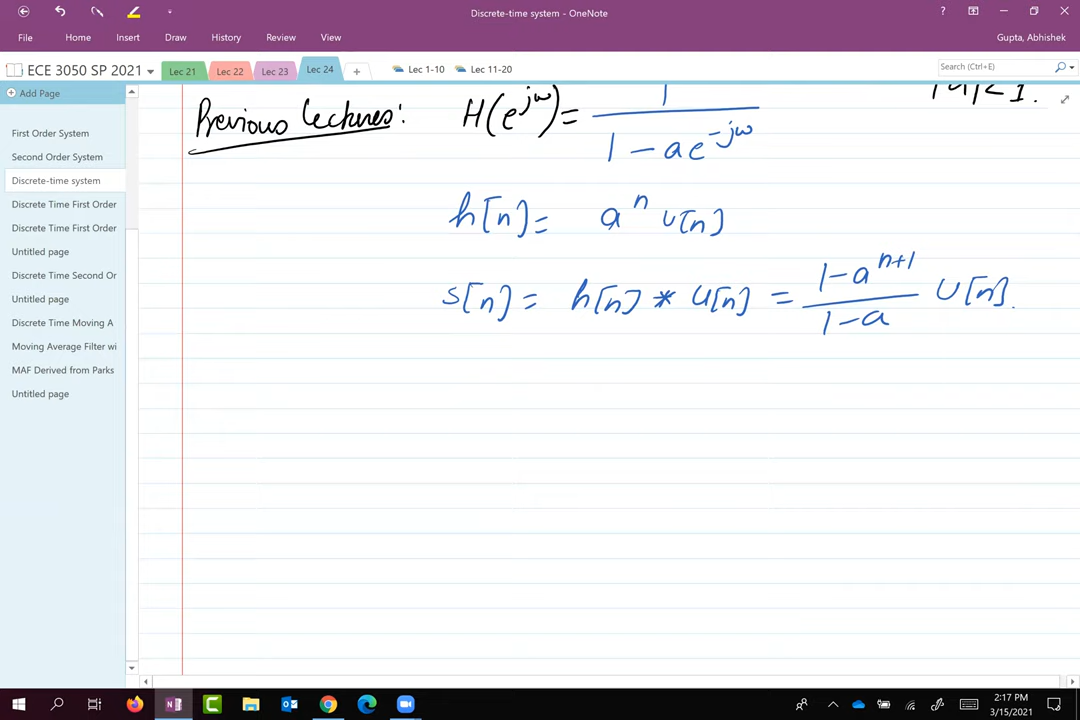 Discrete-time system - OneNote
File Home Insert Draw History Review View Gupta, Abhishek
ECE 3050 SP 2021 Lec 21 Lec 22 Lec 23 Lec 24 Lec 1-10 Lec 11-20 Search (Ctrl+E)
Add Page
First Order System
Second Order System
Discrete-time system
Discrete Time First Order
Discrete Time First Order
Untitled page
Discrete Time Second Or
Untitled page
Discrete Time Moving A
Moving Average Filter wi
MAF Derived from Parks
Untitled page
|a|<1.
Previous lectures: H(e^{jω}) = 1 / (1 - ae^{-jω})
h[n] = a^n u[n]
s[n] = h[n] * u[n] = (1-a^{n+1}) / (1-a) u[n].
2:17 PM
3/15/2021